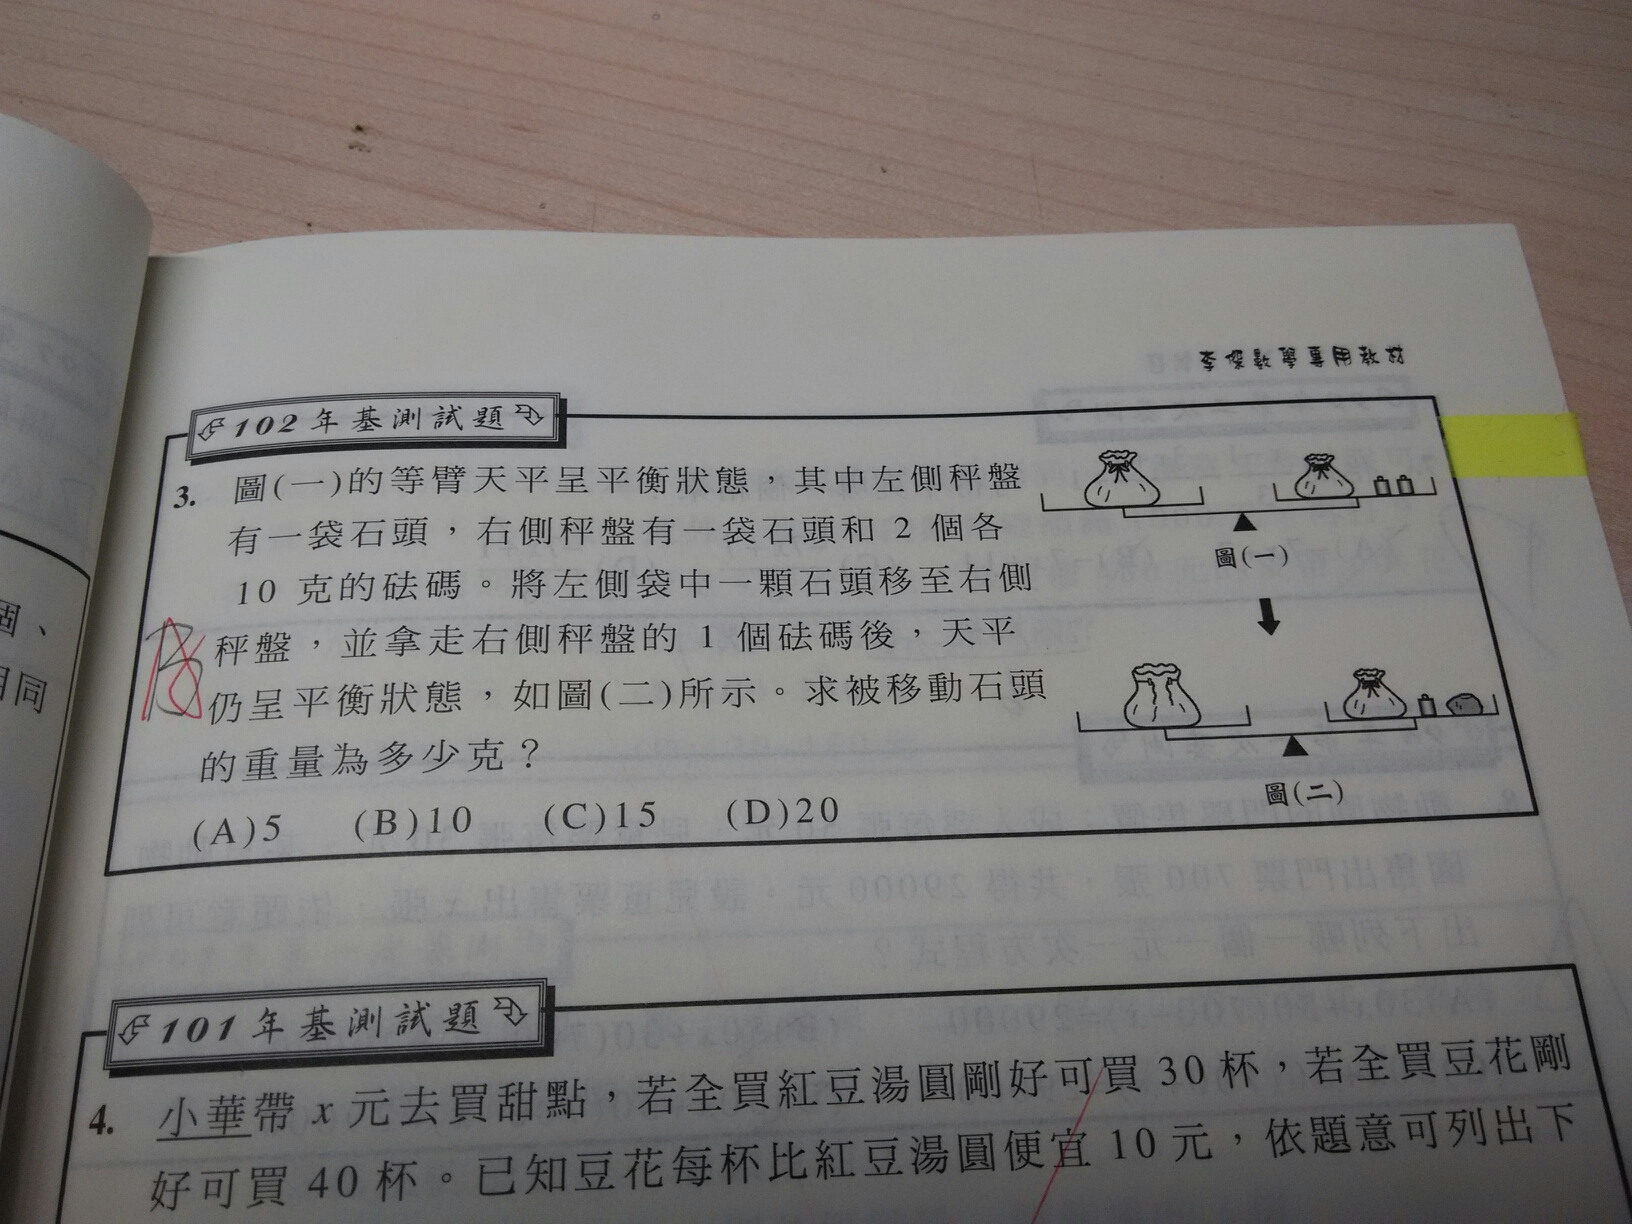 李傑數學專用教材
102年基測試題
3. 圖(一)的等臂天平呈平衡狀態，其中左側秤盤
有一袋石頭，右側秤盤有一袋石頭和 2 個各
10 克的砝碼。將左側袋中一顆石頭移至右側
秤盤，並拿走右側秤盤的 1 個砝碼後，天平
仍呈平衡狀態，如圖(二)所示。求被移動石頭
的重量為多少克？
(A)5 (B)10 (C)15 (D)20
圖(一)
圖(二)
101年基測試題
4. 小華帶 x 元去買甜點，若全買紅豆湯圓剛好可買 30 杯，若全買豆花剛
好可買 40 杯。已知豆花每杯比紅豆湯圓便宜 10 元，依題意可列出下
個、
相同